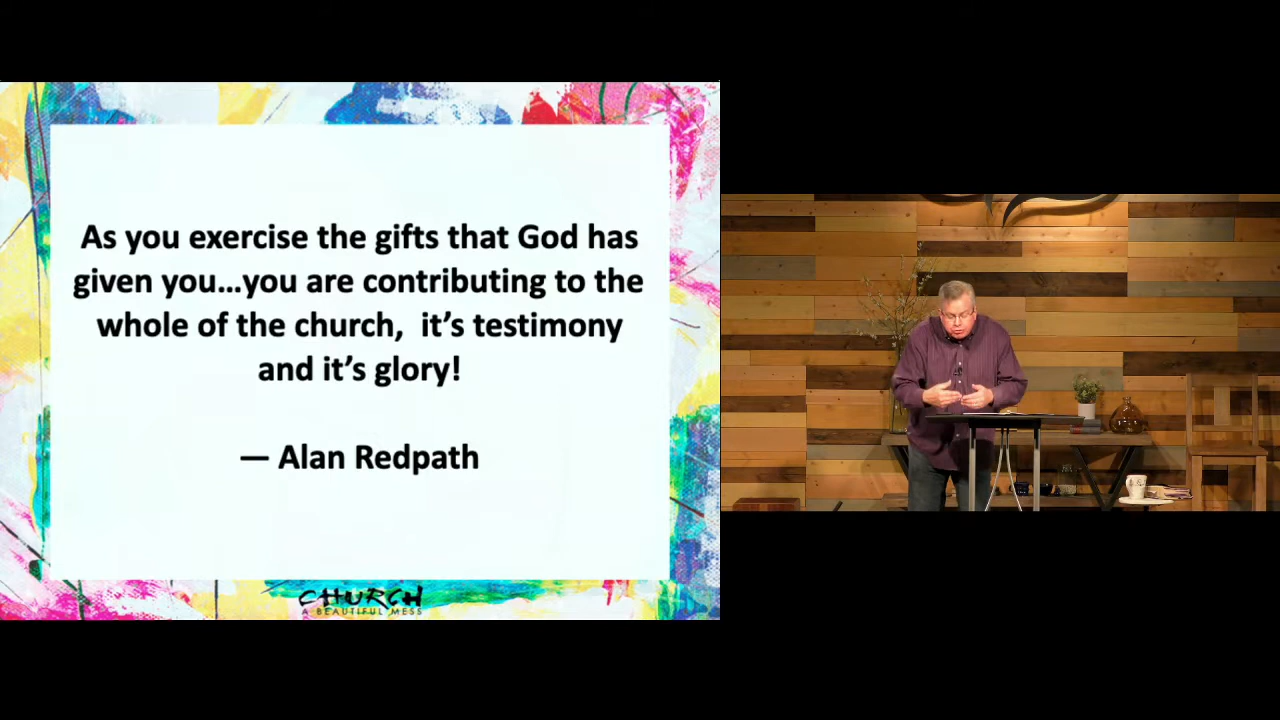 As you exercise the gifts that God has
given you...you are contributing to the
whole of the church,  it's testimony
and it's glory!
— Alan Redpath
CHURCH
A BEAUTIFUL MESS